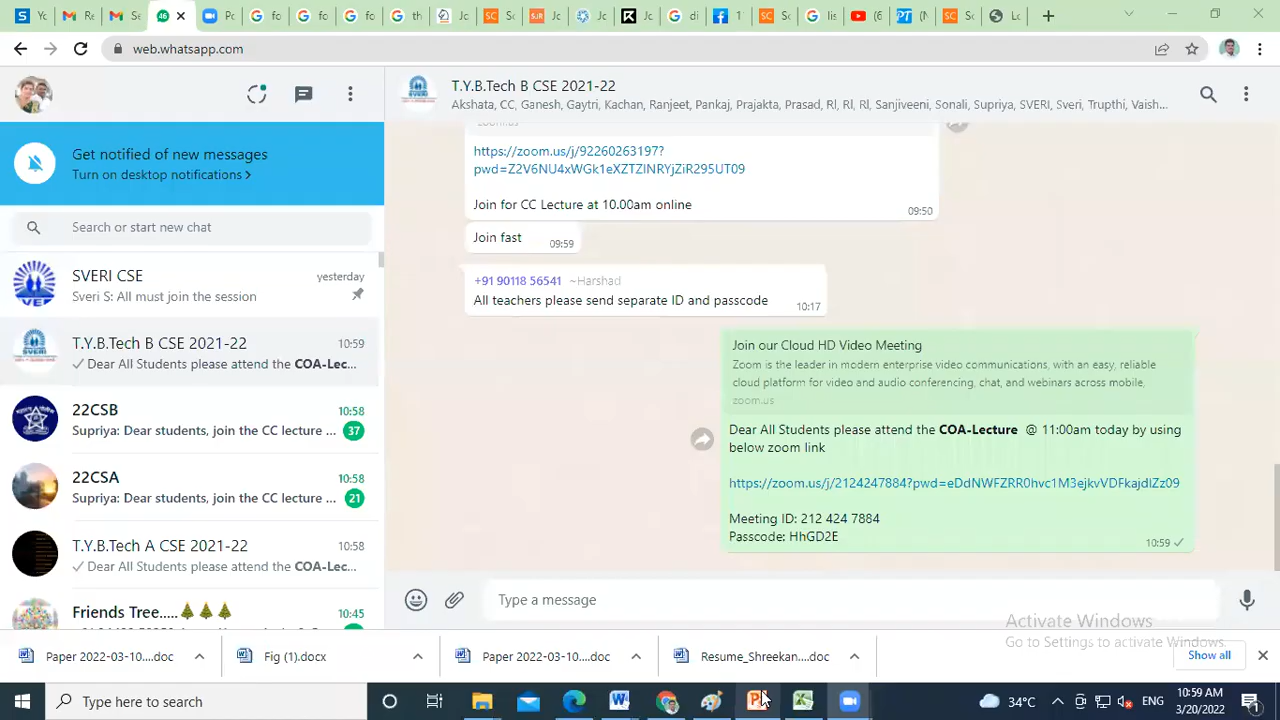 46
web.whatsapp.com
T.Y.B.Tech B CSE 2021-22
Akshata, CC, Ganesh, Gaytri, Kachan, Ranjeet, Pankaj, Prajakta, Prasad, Rl, Rl, Rl, Sanjiveeni, Sonali, Supriya, SVERI, Sveri, Trupthi, Vaish...
Get notified of new messages
Turn on desktop notifications >
Search or start new chat
SVERI CSE
yesterday
Sveri S: All must join the session
T.Y.B.Tech B CSE 2021-22
10:59
Dear All Students please attend the COA-Lec...
22CSB
10:58
Supriya: Dear students, join the CC lecture ...
37
22CSA
10:58
Supriya: Dear students, join the CC lecture ...
21
T.Y.B.Tech A CSE 2021-22
10:58
Dear All Students please attend the COA-Lec...
Friends Tree.....
10:45
zoom.us
https://zoom.us/j/92260263197?
pwd=Z2V6NU4xWGk1eXZTZlNRYjZiR295UT09
Join for CC Lecture at 10.00am online
09:50
Join fast
09:59
+91 90118 56541 ~Harshad
All teachers please send separate ID and passcode
10:17
Join our Cloud HD Video Meeting
Zoom is the leader in modern enterprise video communications, with an easy, reliable
cloud platform for video and audio conferencing, chat, and webinars across mobile,
zoom.us
Dear All Students please attend the COA-Lecture @ 11:00am today by using
below zoom link
https://zoom.us/j/2124247884?pwd=eDdNWFZRR0hvc1M3ejkvVDFkajdIZz09
Meeting ID: 212 424 7884
Passcode: HhGD2E
10:59
Type a message
Activate Windows
Go to Settings to activate Windows.
Paper 2022-03-10....doc
Fig (1).docx
Paper 2022-03-10....doc
Resume_Shreekan....doc
Show all
Type here to search
34°C
ENG
10:59 AM
3/20/2022